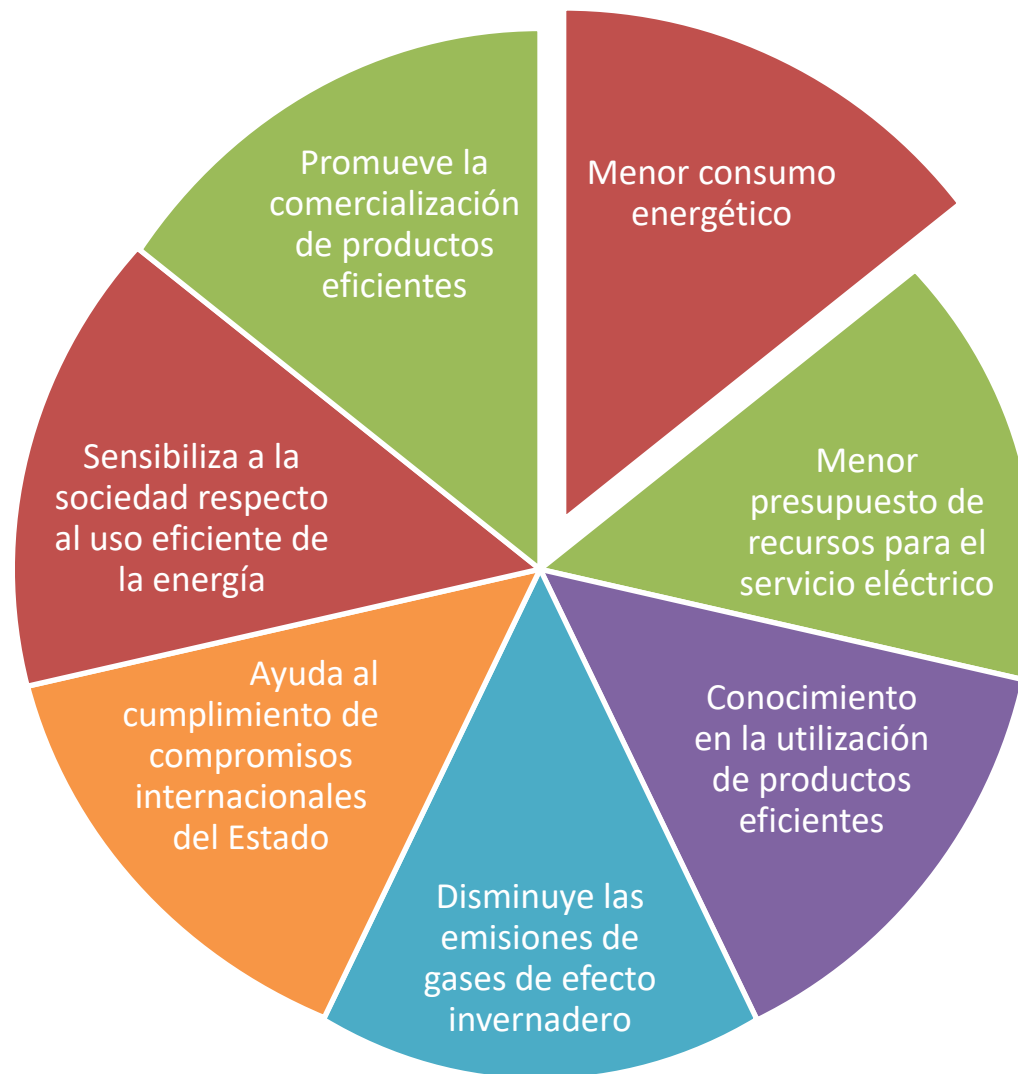 Menor consumo
energético
Menor
presupuesto de
recursos para el
servicio eléctrico
Conocimiento
en la utilización
de productos
eficientes
Disminuye las
emisiones de
gases de efecto
invernadero
Ayuda al
cumplimiento de
compromisos
internacionales
del Estado
Sensibiliza a la
sociedad respecto
al uso eficiente de
la energía
Promueve la
comercialización
de productos
eficientes